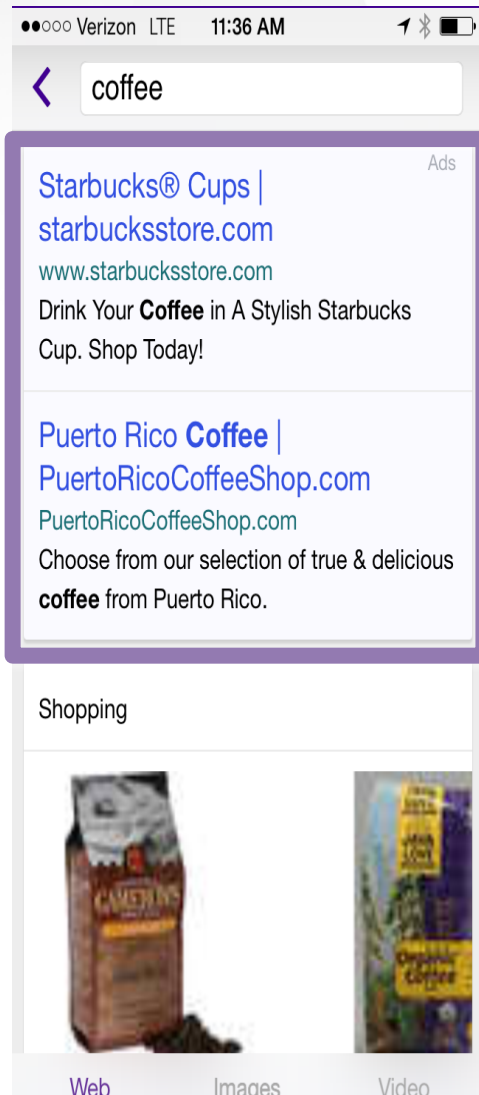 Verizon LTE 11:36 AM
coffee
Ads
Starbucks® Cups |
starbucksstore.com
www.starbucksstore.com
Drink Your Coffee in A Stylish Starbucks
Cup. Shop Today!
Puerto Rico Coffee |
PuertoRicoCoffeeShop.com
PuertoRicoCoffeeShop.com
Choose from our selection of true & delicious
coffee from Puerto Rico.
Shopping
CAMERON'S
Organic
Coffee
Web Images Video